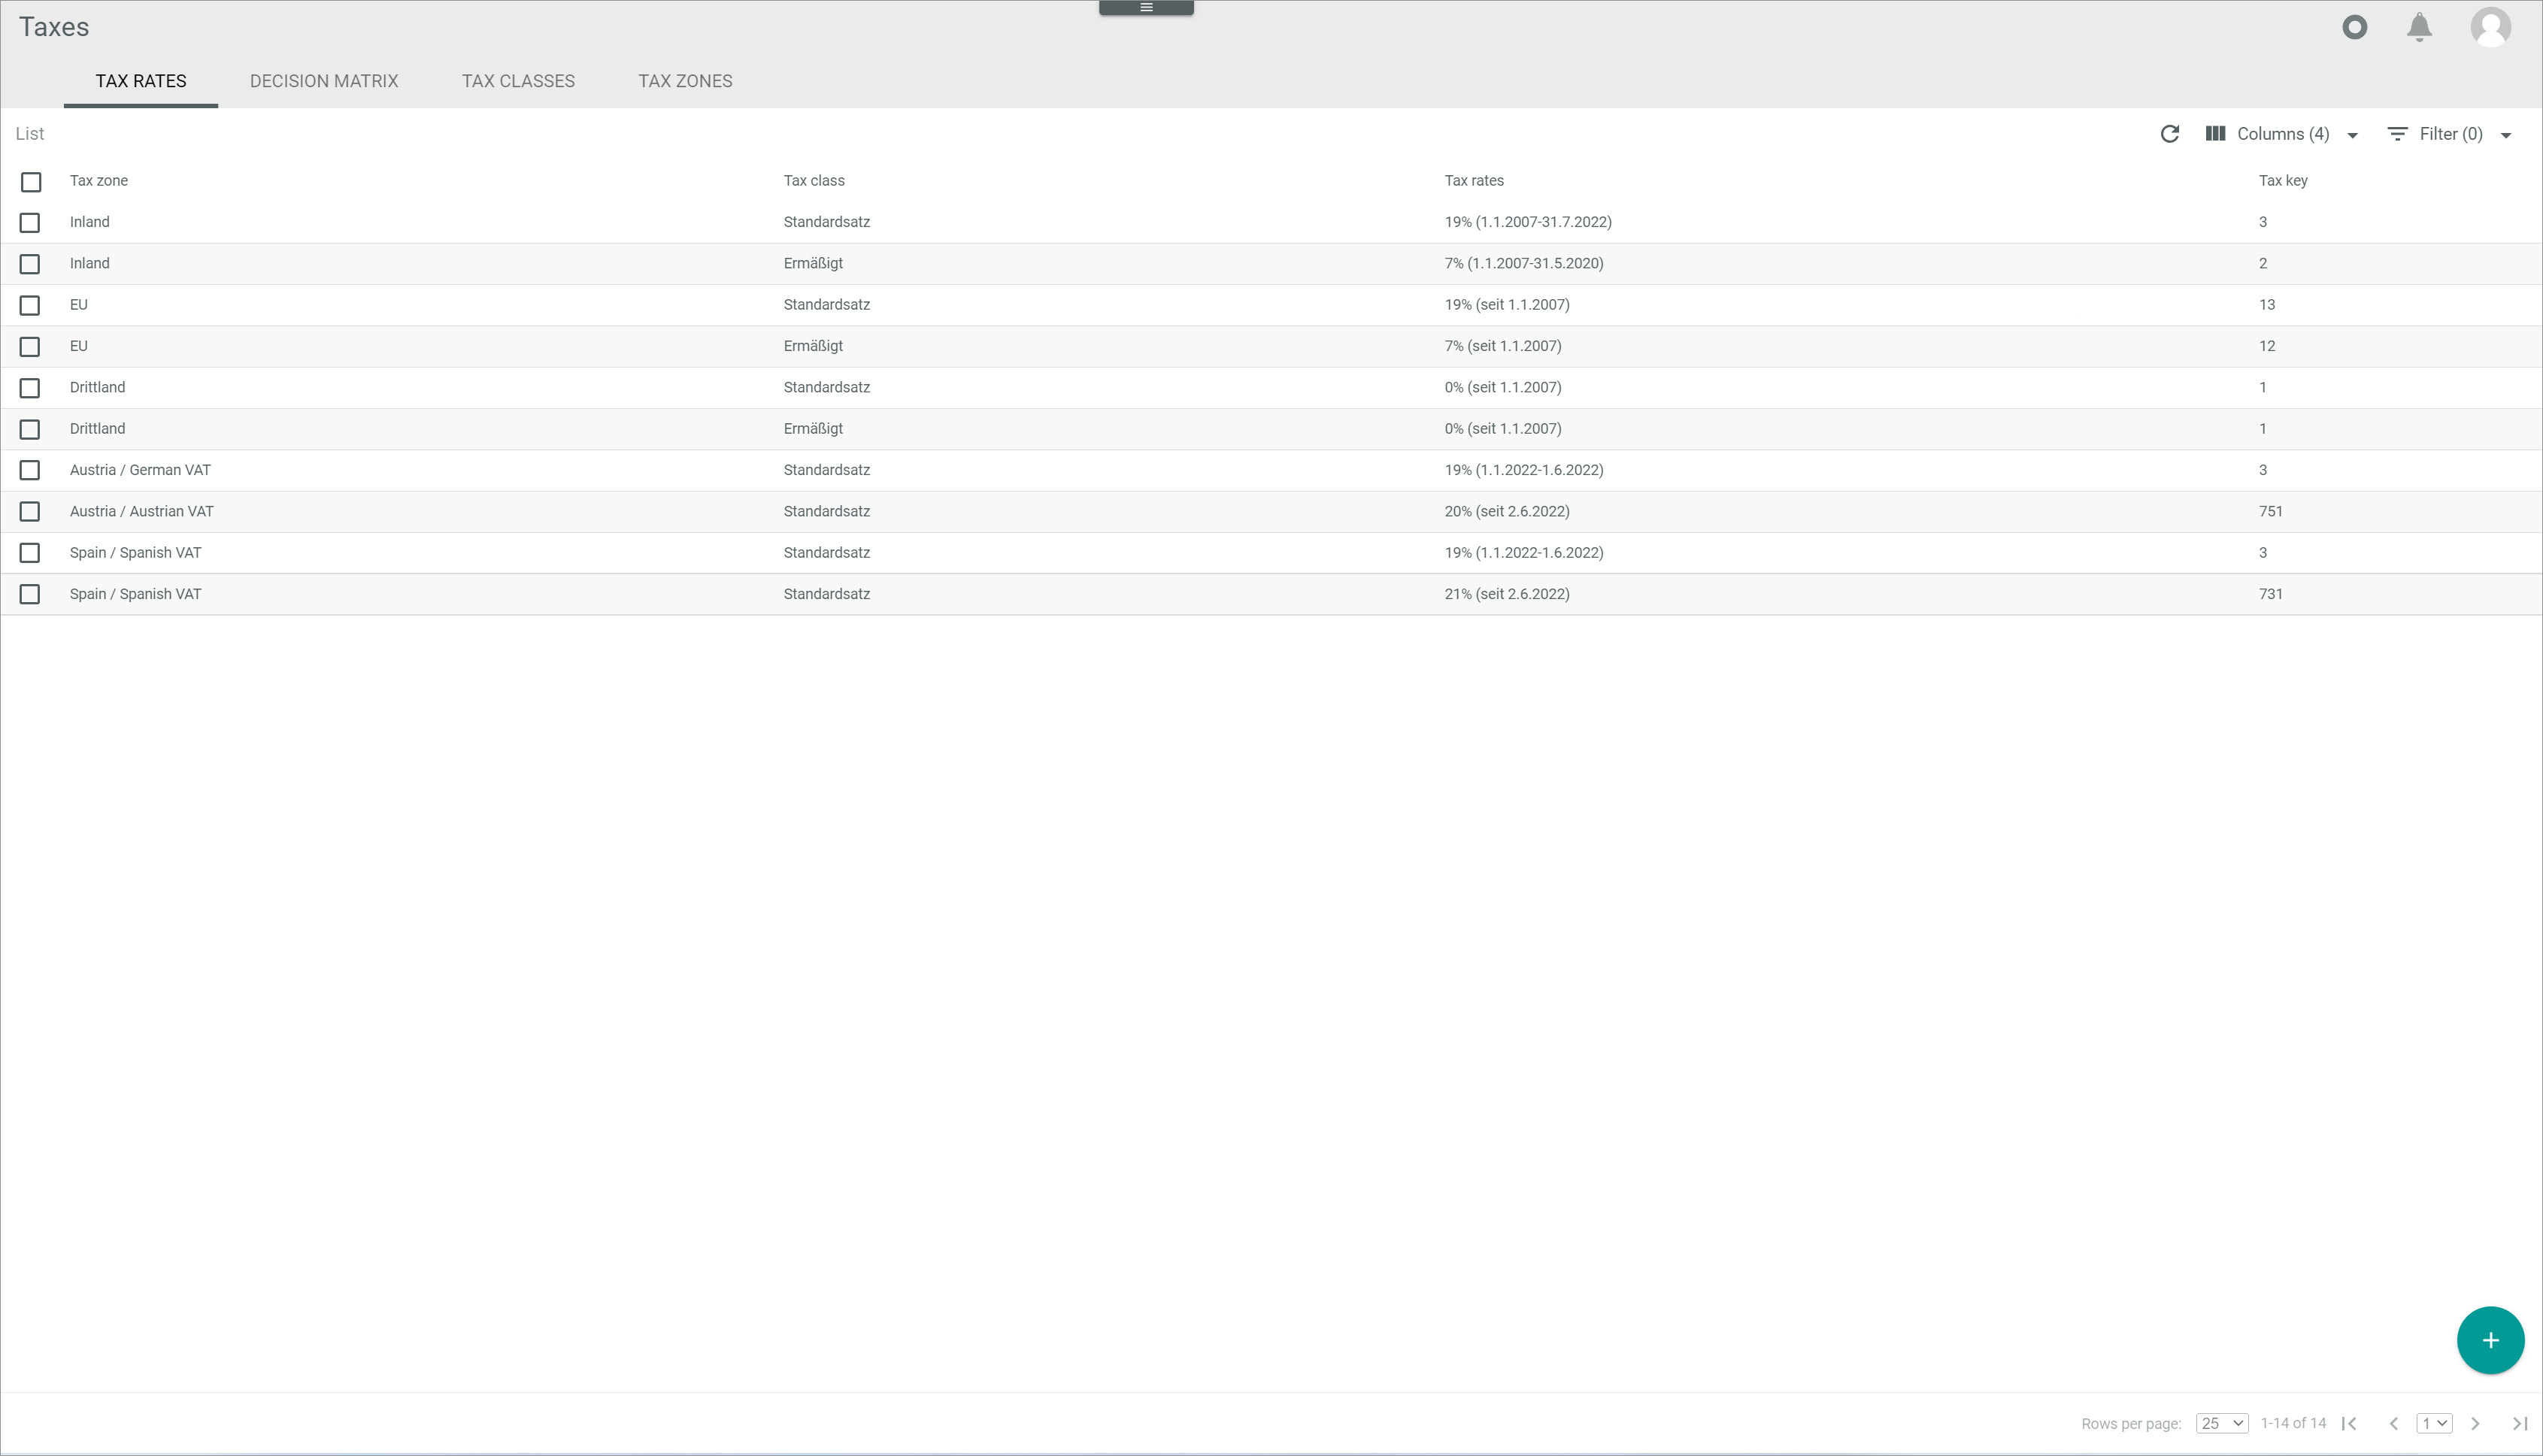 Taxes
TAX RATES DECISION MATRIX TAX CLASSES TAX ZONES
List Columns (4) Filter (0)
Tax zone Tax class Tax rates Tax key
Inland Standardsatz 19% (1.1.2007-31.7.2022) 3
Inland Ermäßigt 7% (1.1.2007-31.5.2020) 2
EU Standardsatz 19% (seit 1.1.2007) 13
EU Ermäßigt 7% (seit 1.1.2007) 12
Drittland Standardsatz 0% (seit 1.1.2007) 1
Drittland Ermäßigt 0% (seit 1.1.2007) 1
Austria / German VAT Standardsatz 19% (1.1.2022-1.6.2022) 3
Austria / Austrian VAT Standardsatz 20% (seit 2.6.2022) 751
Spain / Spanish VAT Standardsatz 19% (1.1.2022-1.6.2022) 3
Spain / Spanish VAT Standardsatz 21% (seit 2.6.2022) 731
Rows per page: 25 1-14 of 14 1